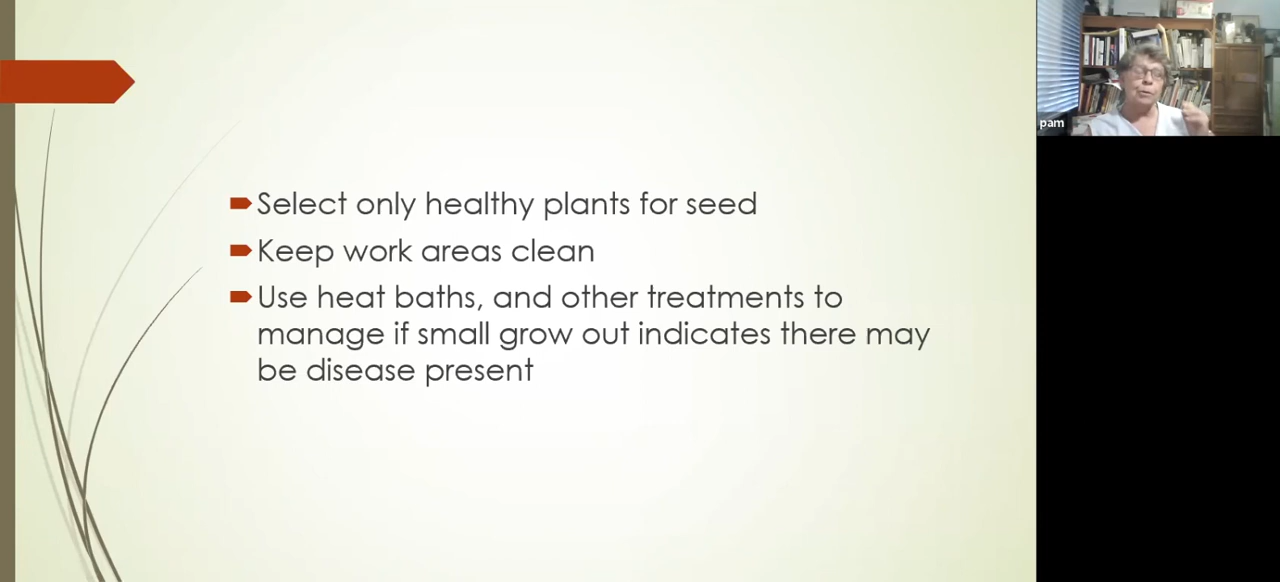 Select only healthy plants for seed
Keep work areas clean
Use heat baths, and other treatments to
manage if small grow out indicates there may
be disease present
pam